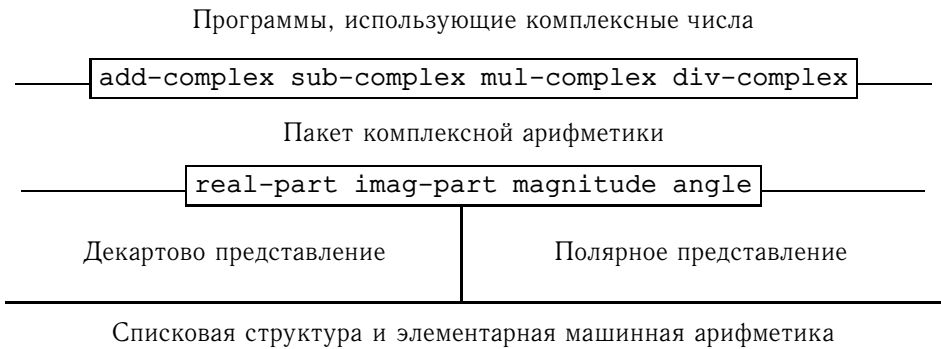 Программы, использующие комплексные числа
add-complex sub-complex mul-complex div-complex
Пакет комплексной арифметики
real-part imag-part magnitude angle
Декартово представление
Полярное представление
Списковая структура и элементарная машинная арифметика